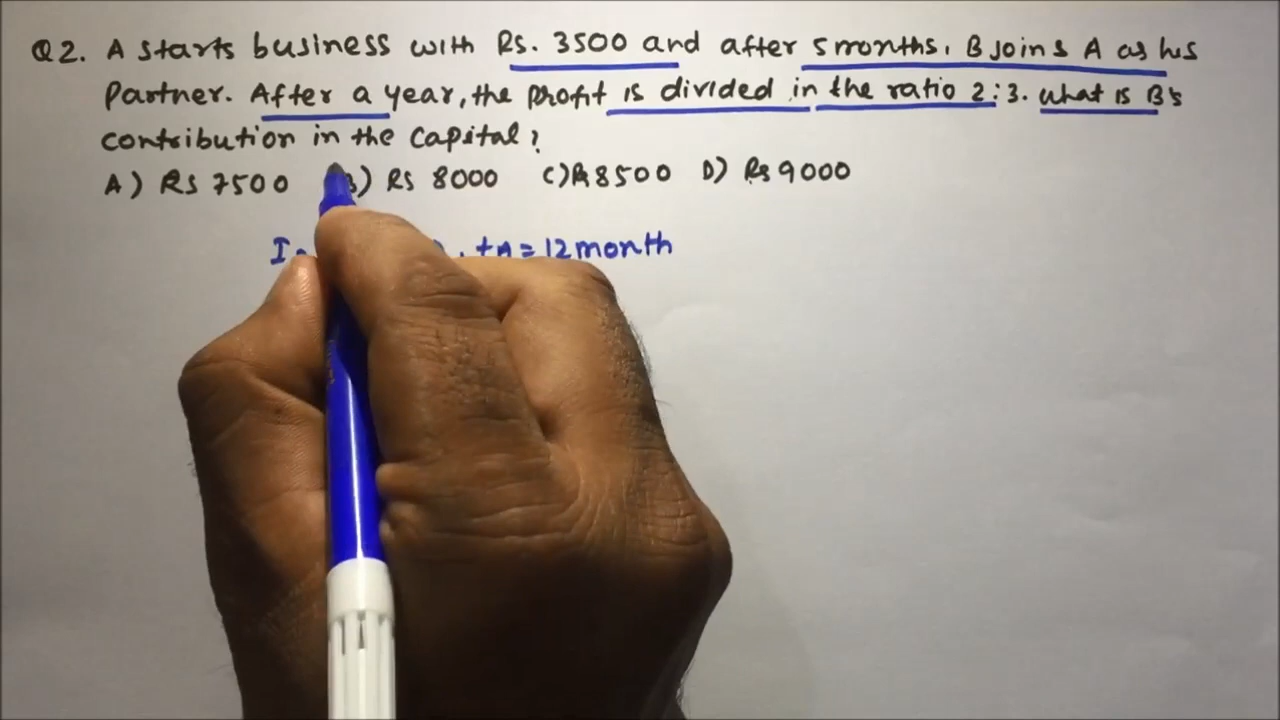 Q2. A starts business with Rs. 3500 and after 5 months, B joins A as his
Partner. After a year, the profit is divided in the ratio 2:3. What is B's
contribution in the capital?
A) Rs 7500 B) Rs 8000 C) Rs 8500 D) Rs 9000
tA = 12 month